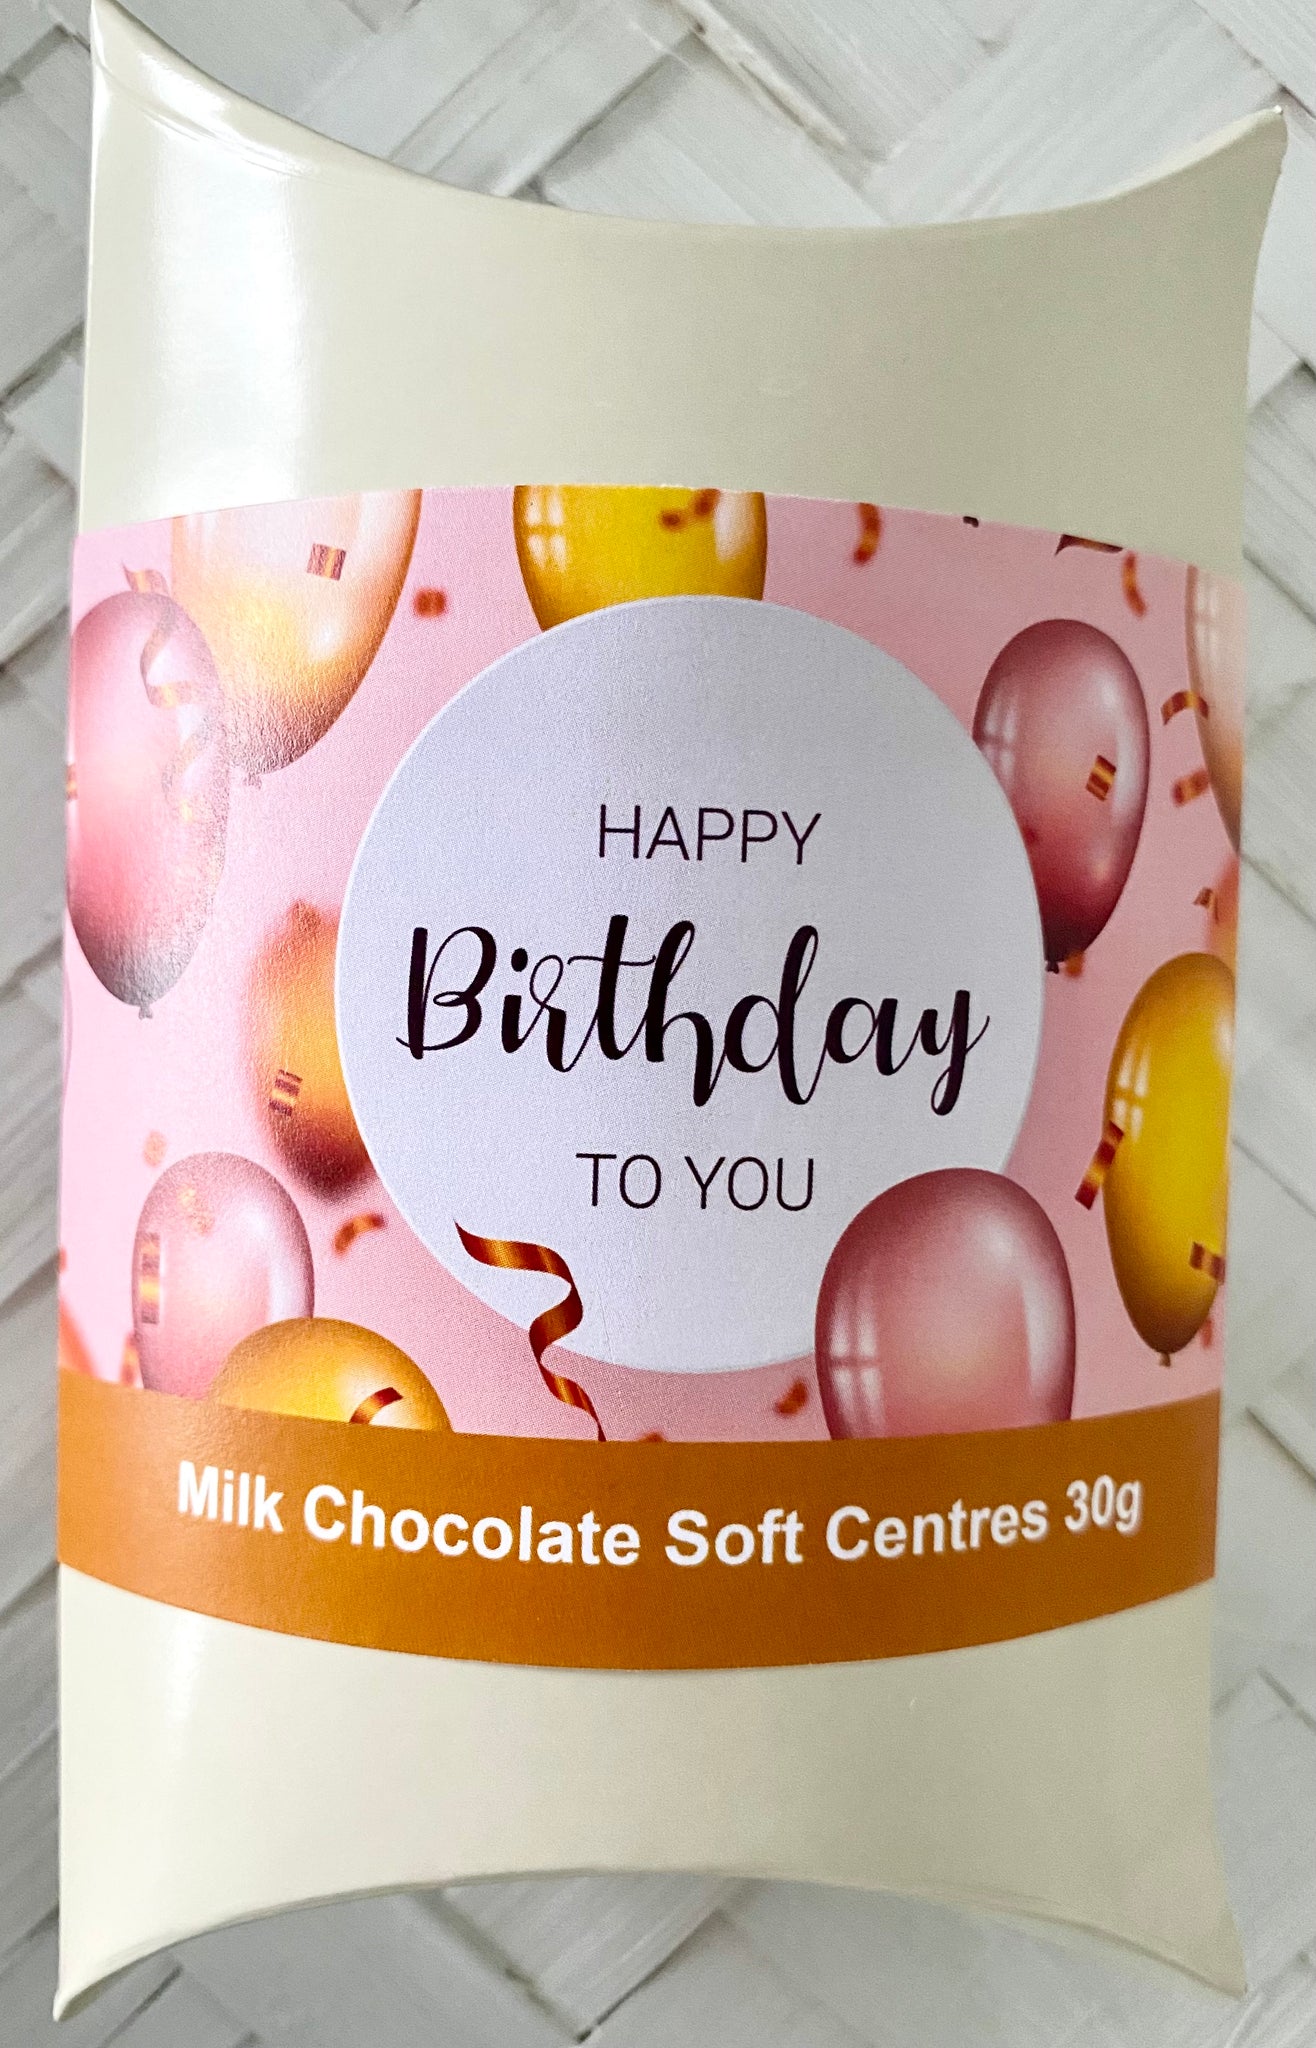 HAPPY
Birthday
TO YOU
Milk Chocolate Soft Centres 30g